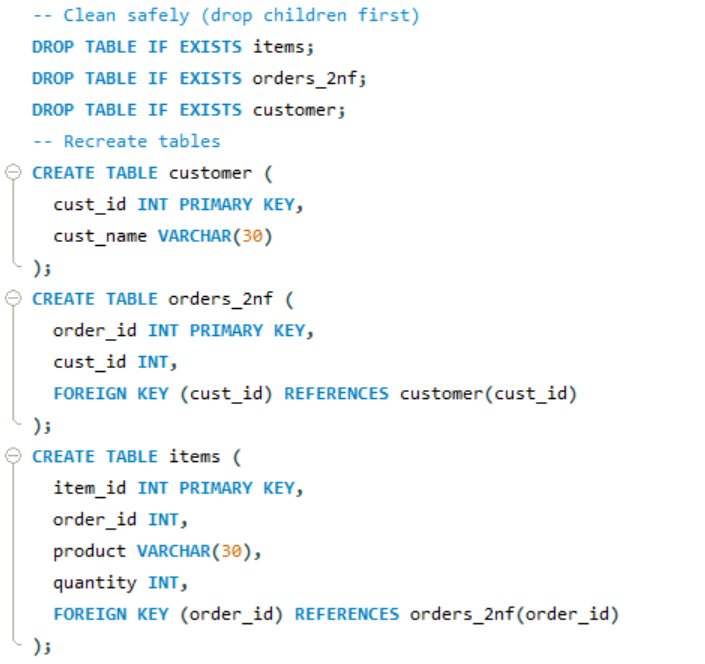 -- Clean safely (drop children first)
DROP TABLE IF EXISTS items;
DROP TABLE IF EXISTS orders_2nf;
DROP TABLE IF EXISTS customer;
-- Recreate tables
CREATE TABLE customer (
cust_id INT PRIMARY KEY,
cust_name VARCHAR(30)
);
CREATE TABLE orders_2nf (
order_id INT PRIMARY KEY,
cust_id INT,
FOREIGN KEY (cust_id) REFERENCES customer(cust_id)
);
CREATE TABLE items (
item_id INT PRIMARY KEY,
order_id INT,
product VARCHAR(30),
quantity INT,
FOREIGN KEY (order_id) REFERENCES orders_2nf(order_id)
);